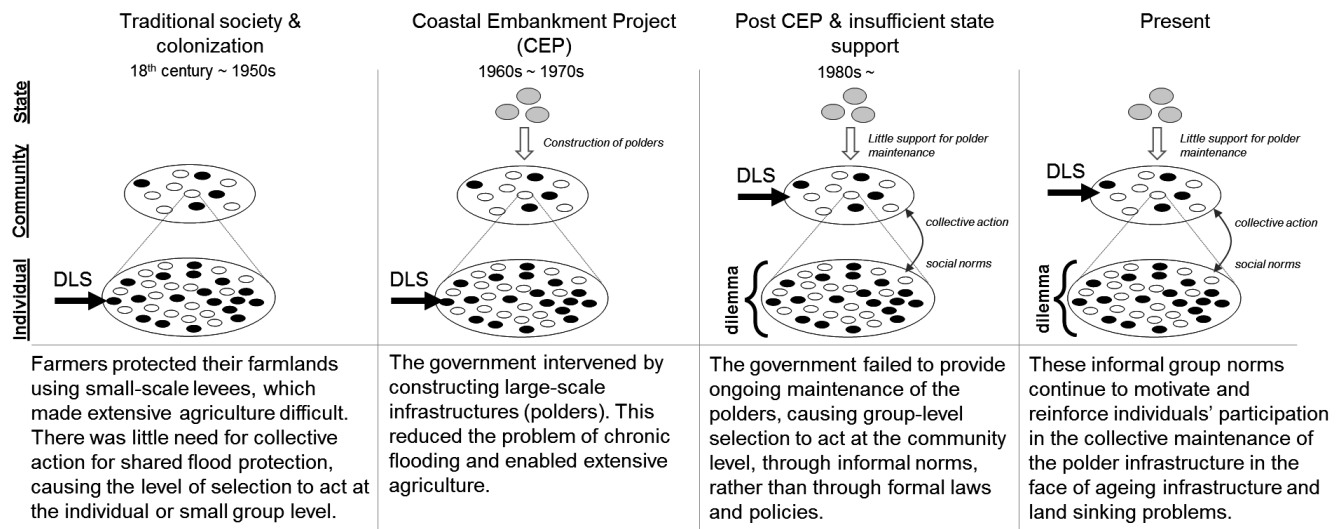 Traditional society &
colonization
18th century ~ 1950s
Coastal Embankment Project
(CEP)
1960s ~ 1970s
Post CEP & insufficient state
support
1980s ~
Present
State
Community
Individual
DLS
Construction of polders
DLS
Little support for polder
maintenance
DLS
collective action
social norms
dilemma
Little support for polder
maintenance
DLS
collective action
social norms
dilemma
Farmers protected their farmlands
using small-scale levees, which
made extensive agriculture difficult.
There was little need for collective
action for shared flood protection,
causing the level of selection to act at
the individual or small group level.
The government intervened by
constructing large-scale
infrastructures (polders). This
reduced the problem of chronic
flooding and enabled extensive
agriculture.
The government failed to provide
ongoing maintenance of the
polders, causing group-level
selection to act at the community
level, through informal norms,
rather than through formal laws
and policies.
These informal group norms
continue to motivate and
reinforce individuals' participation
in the collective maintenance of
the polder infrastructure in the
face of ageing infrastructure and
land sinking problems.